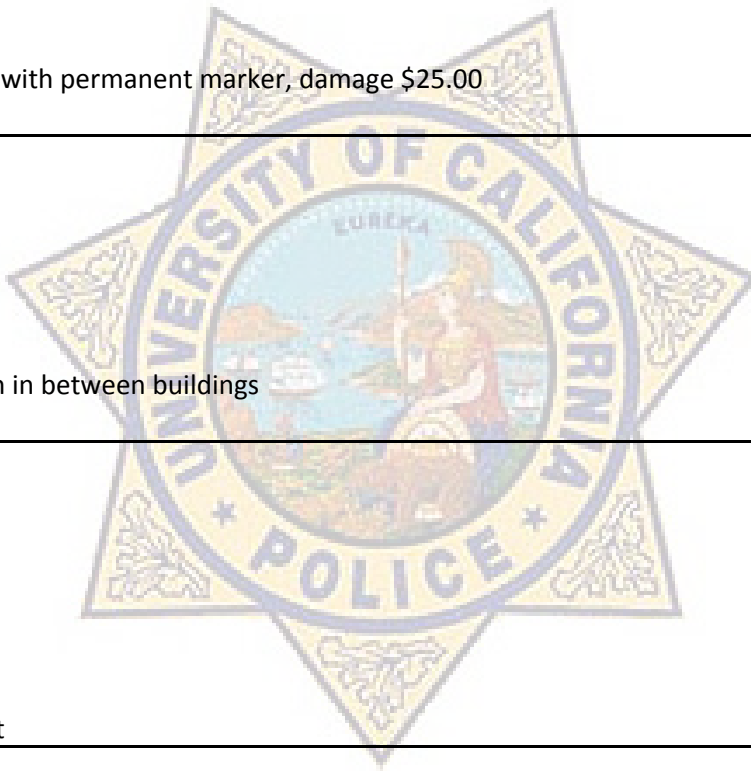 with permanent marker, damage $25.00
UNIVERSITY OF CALIFORNIA
EUREKA
in between buildings
POLICE